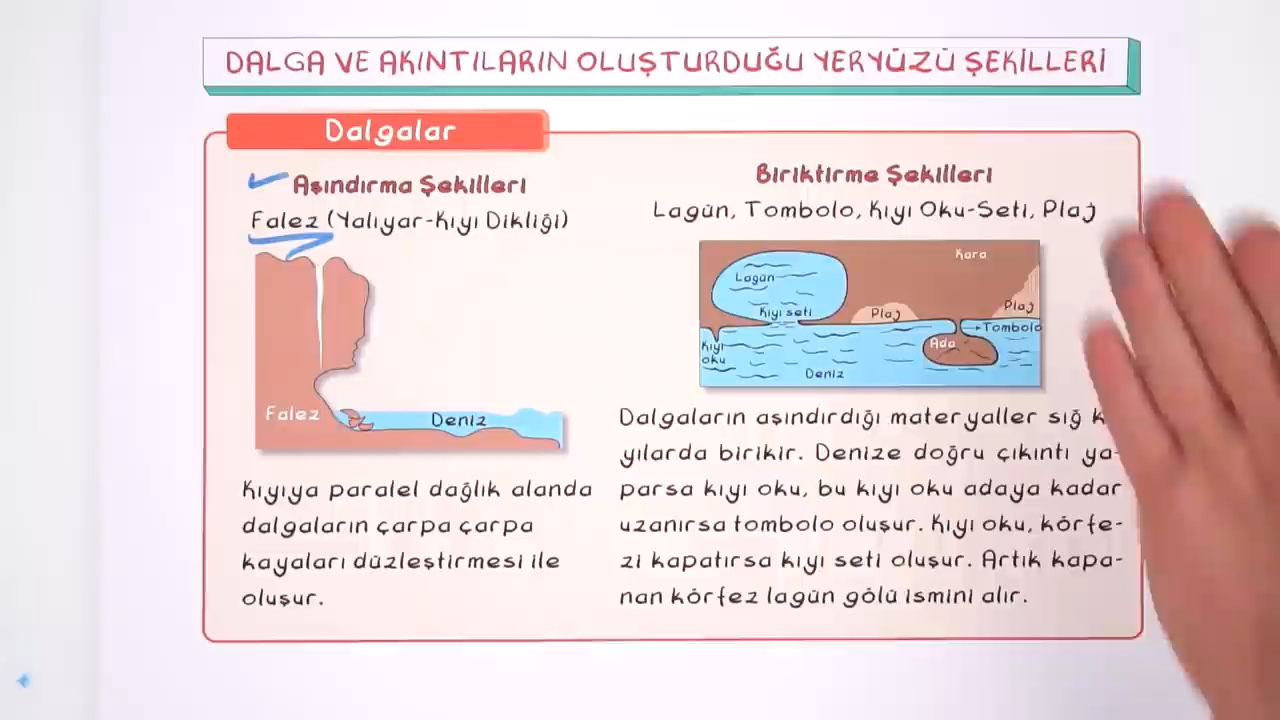 DALGA VE AKINTILARIN OLUŞTURDUĞU YERYÜZÜ ŞEKİLLERİ
Dalgalar
Aşındırma Şekilleri
Falez (Yalıyar-Kıyı Dikliği)
Falez
Deniz
Kıyıya paralel dağlık alanda
dalgaların çarpa çarpa
kayaları düzleştirmesi ile
oluşur.
Biriktirme Şekilleri
Lagün, Tombolo, Kıyı Oku-Seti, Plaj
Kara
Lagün
Kıyı seti
Plaj
Plaj
Tombolo
Kıyı
oku
Ada
Deniz
Dalgaların aşındırdığı materyaller sığ k
yılarda birikir. Denize doğru çıkıntı ya-
parsa kıyı oku, bu kıyı oku adaya kadar
uzanırsa tombolo oluşur. Kıyı oku, körfe-
zi kapatırsa kıyı seti oluşur. Artık kapa-
nan körfez lagün gölü ismini alır.